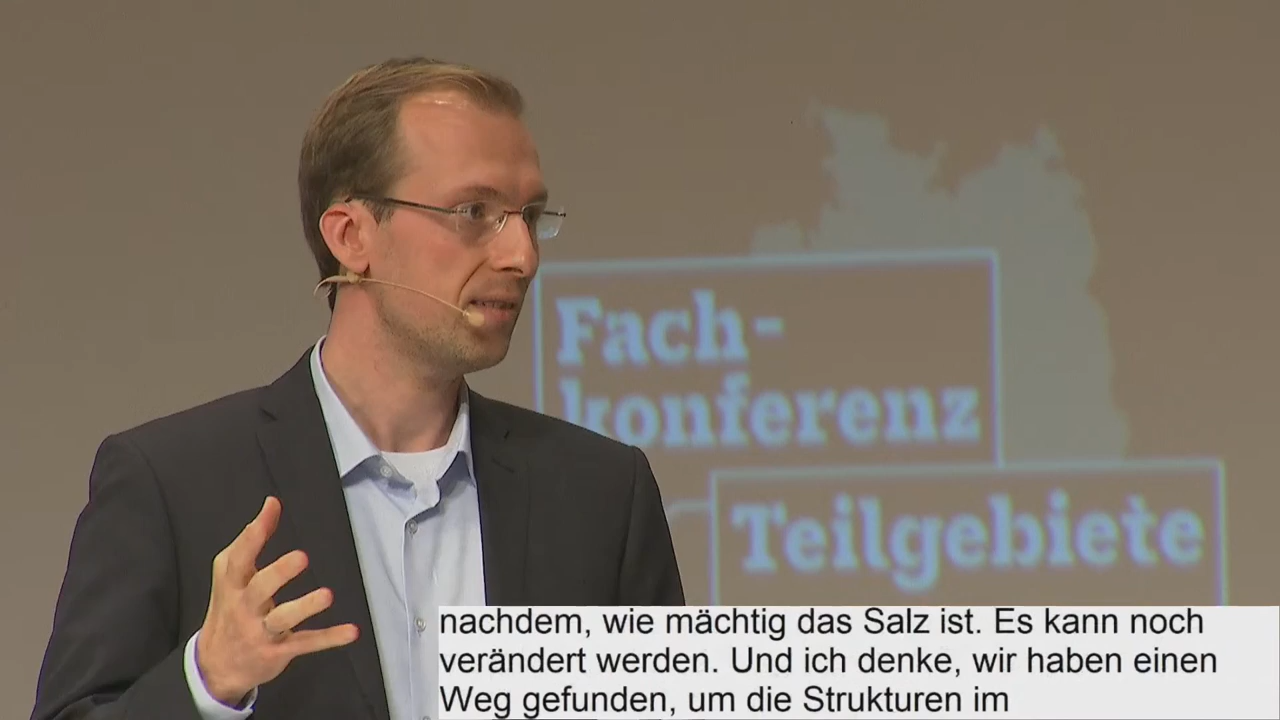 Fach-
konferenz
Teilgebiete
nachdem, wie mächtig das Salz ist. Es kann noch
verändert werden. Und ich denke, wir haben einen
Weg gefunden, um die Strukturen im